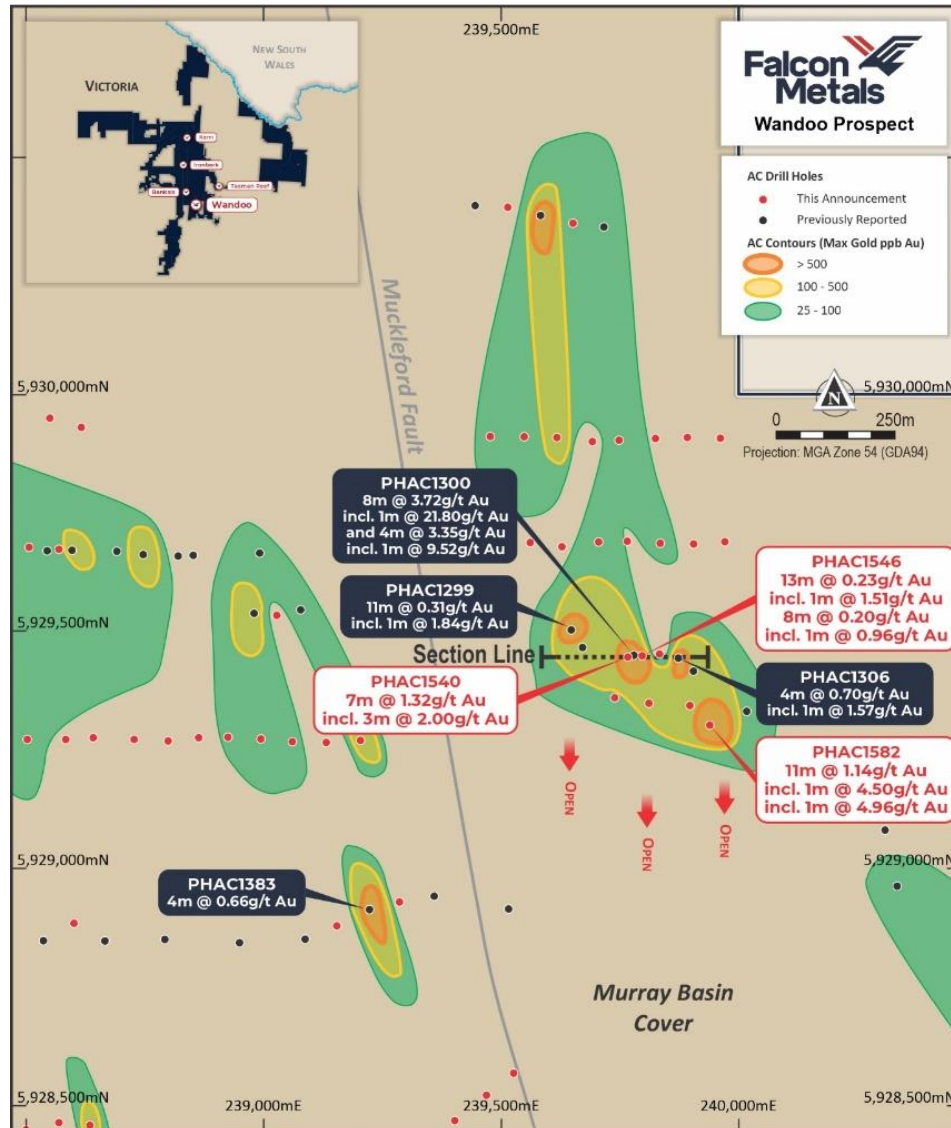 239,500mE
NEW SOUTH
WALES
VICTORIA
Karri
Ironbark
Banksia
Tasman Reef
Wandoo
Falcon
Metals
Wandoo Prospect
AC Drill Holes
This Announcement
Previously Reported
AC Contours (Max Gold ppb Au)
> 500
100 - 500
25 - 100
Muckleford Fault
5,930,000mN
5,930,000mN
N
0 250m
Projection: MGA Zone 54 (GDA94)
PHAC1300
8m @ 3.72g/t Au
incl. 1m @ 21.80g/t Au
and 4m @ 3.35g/t Au
incl. 1m @ 9.52g/t Au
PHAC1546
13m @ 0.23g/t Au
incl. 1m @ 1.51g/t Au
8m @ 0.20g/t Au
incl. 1m @ 0.96g/t Au
PHAC1299
11m @ 0.31g/t Au
incl. 1m @ 1.84g/t Au
5,929,500mN
Section Line
PHAC1540
7m @ 1.32g/t Au
incl. 3m @ 2.00g/t Au
PHAC1306
4m @ 0.70g/t Au
incl. 1m @ 1.57g/t Au
PHAC1582
11m @ 1.14g/t Au
incl. 1m @ 4.50g/t Au
incl. 1m @ 4.96g/t Au
OPEN
OPEN
OPEN
5,929,000mN
5,929,000mN
PHAC1383
4m @ 0.66g/t Au
Murray Basin
Cover
5,928,500mN
239,000mE
239,500mE
240,000mE
5,928,500mN